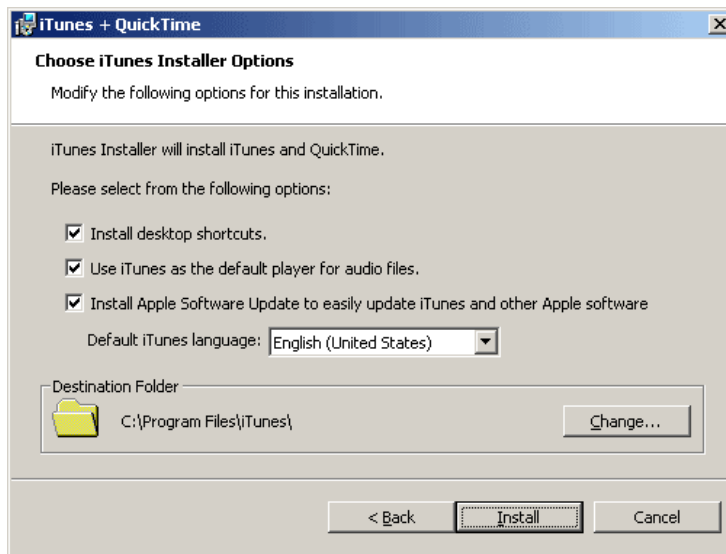 iTunes + QuickTime
Choose iTunes Installer Options
Modify the following options for this installation.
iTunes Installer will install iTunes and QuickTime.
Please select from the following options:
Install desktop shortcuts.
Use iTunes as the default player for audio files.
Install Apple Software Update to easily update iTunes and other Apple software
Default iTunes language: English (United States)
Destination Folder
C:\Program Files\iTunes\ Change...
< Back Install Cancel